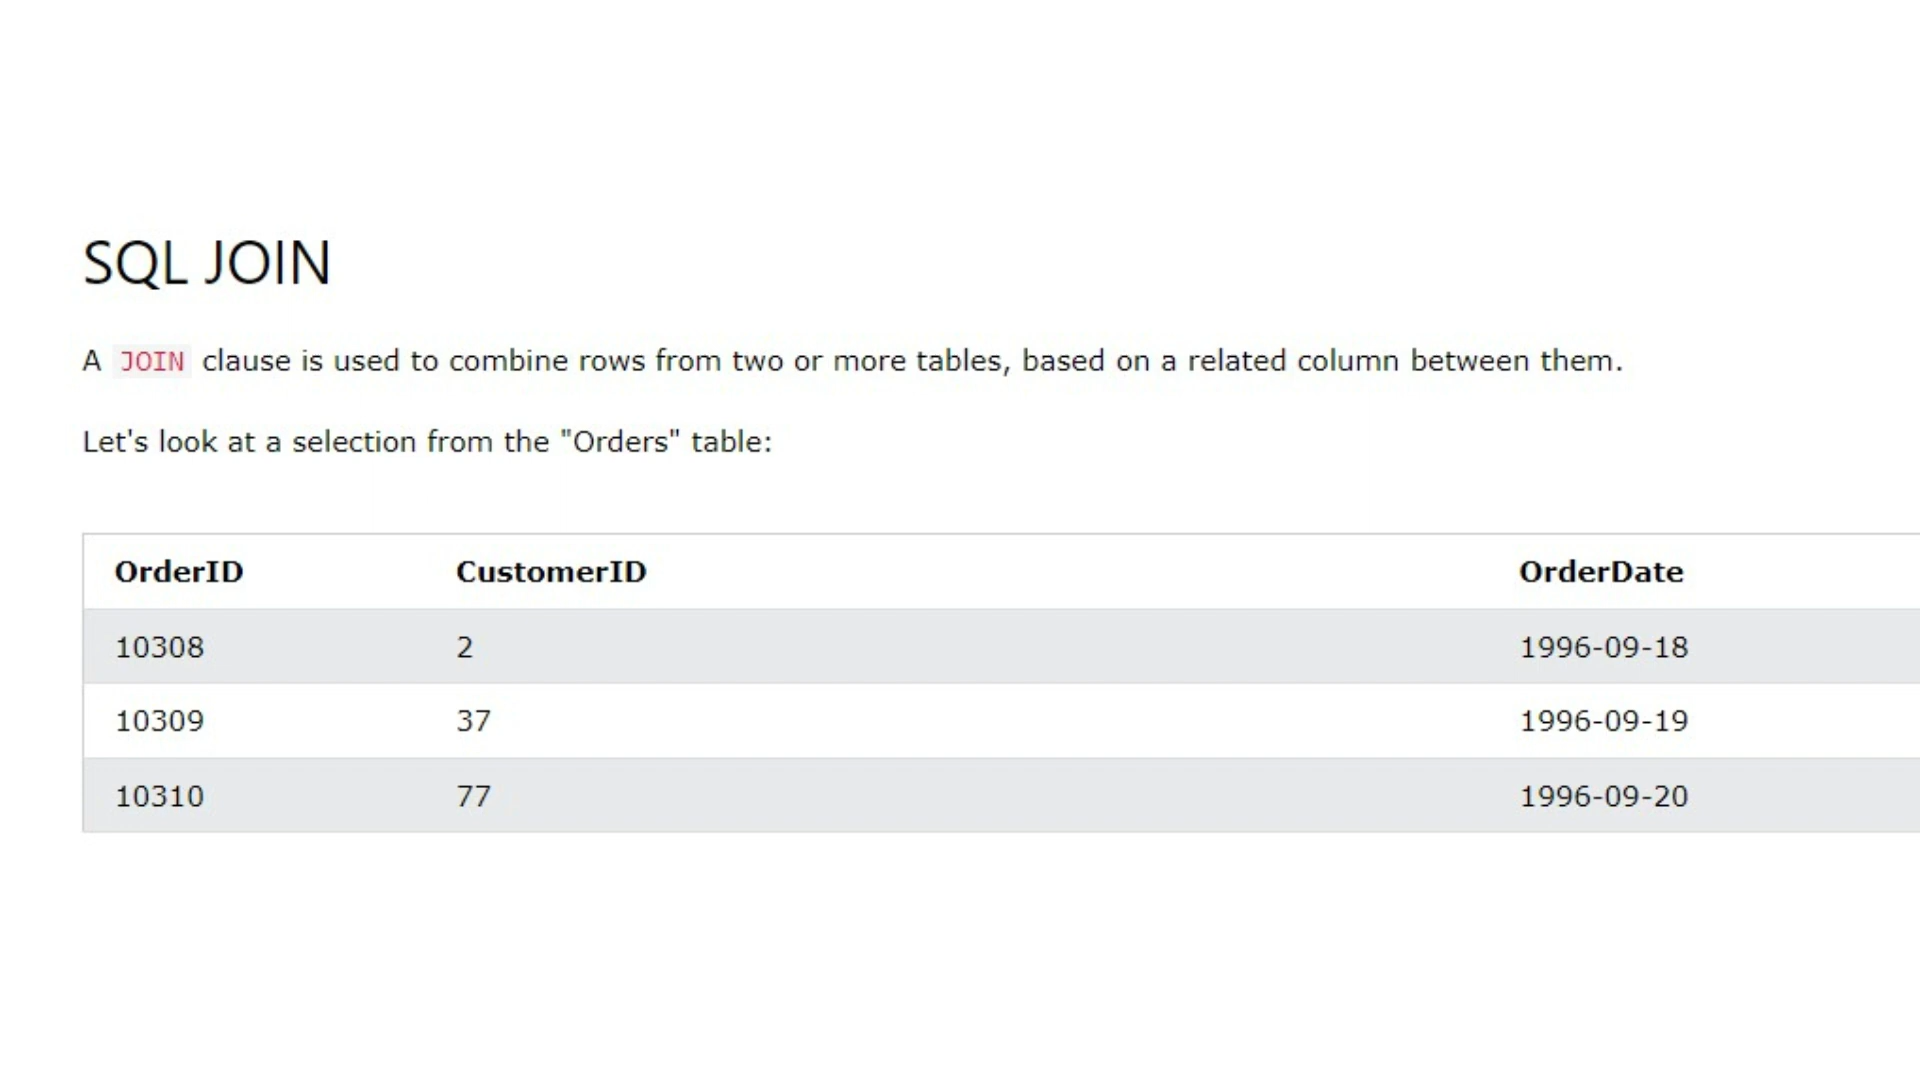 SQL JOIN
A JOIN clause is used to combine rows from two or more tables, based on a related column between them.
Let's look at a selection from the "Orders" table:
OrderID CustomerID OrderDate
10308 2 1996-09-18
10309 37 1996-09-19
10310 77 1996-09-20